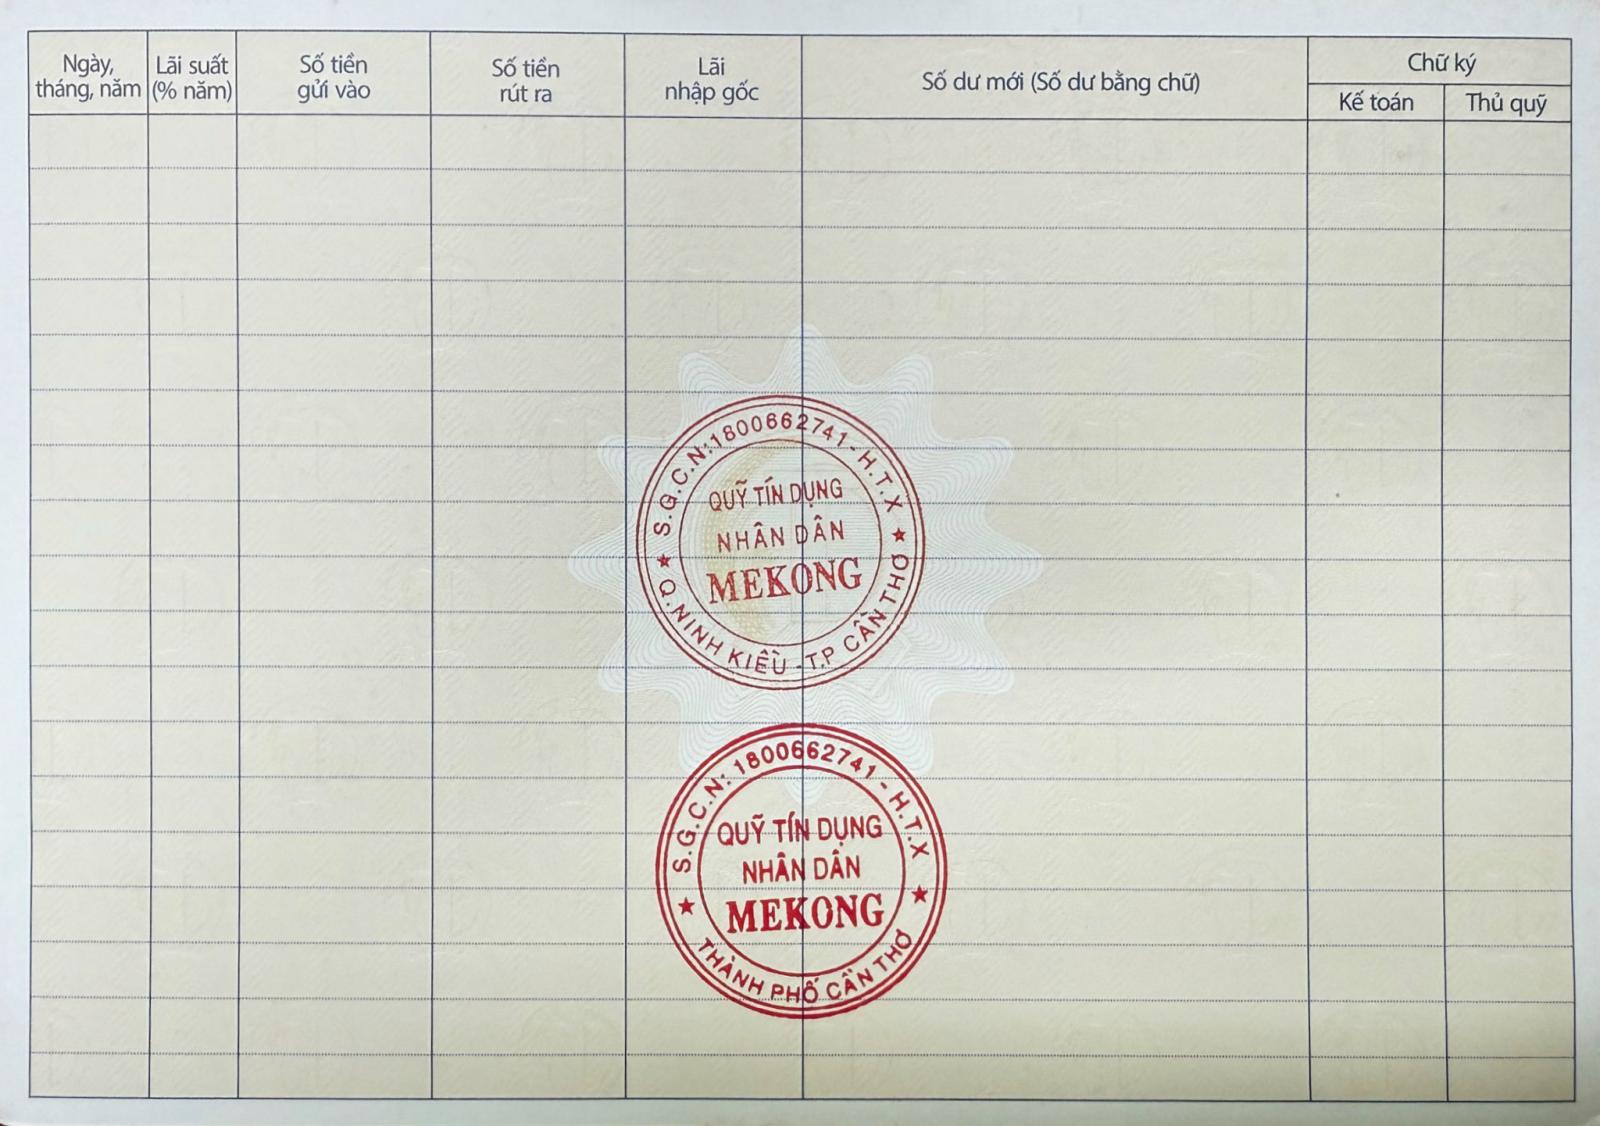 Ngày, tháng, năm
Lãi suất (% năm)
Số tiền gửi vào
Số tiền rút ra
Lãi nhập gốc
Số dư mới (Số dư bằng chữ)
Chữ ký
Kế toán
Thủ quỹ
S.G.C.N:1800662741 - H.T.X
QUỸ TÍN DỤNG
NHÂN DÂN
MEKONG
Q.NINH KIỀU - T.P CẦN THƠ
S.G.C.N: 1800662741 - H.T.X
QUỸ TÍN DỤNG
NHÂN DÂN
MEKONG
THÀNH PHỐ CẦN THƠ